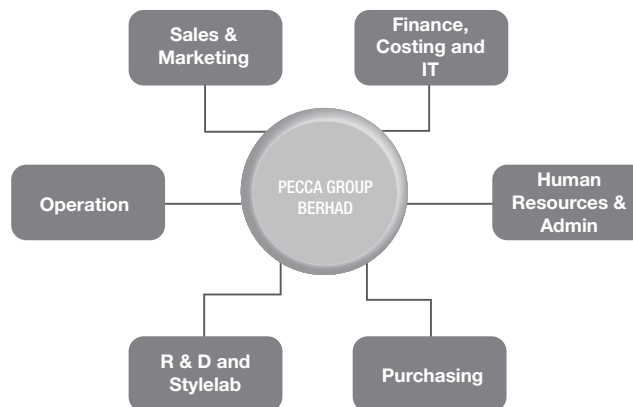 Sales &
Marketing
Finance,
Costing and
IT
Operation
PECCA GROUP
BERHAD
Human
Resources &
Admin
R & D and
Stylelab
Purchasing